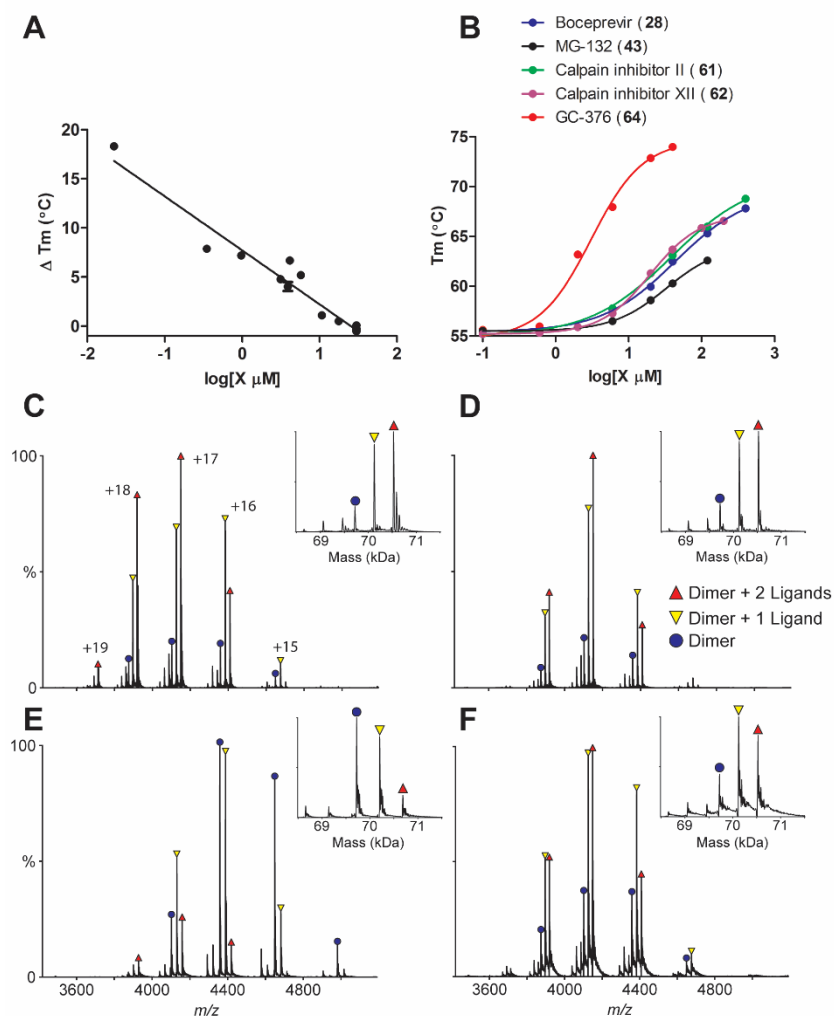 A
Δ Tm (°C)
20
15
10
5
0
-2
-1
0
1
2
log[X μM]
B
Boceprevir (28)
MG-132 (43)
Calpain inhibitor II ( 61)
Calpain inhibitor XII ( 62)
GC-376 (64)
Tm (°C)
75
70
65
60
55
-1
0
1
2
3
log[X μM]
C
100
%
0
+19
+18
+17
+16
+15
69
70
71
Mass (kDa)
D
69
70
71
Mass (kDa)
Dimer + 2 Ligands
Dimer + 1 Ligand
Dimer
E
100
%
0
69
70
71
Mass (kDa)
3600
4000
4400
4800
m/z
F
69
70
71
Mass (kDa)
3600
4000
4400
4800
m/z